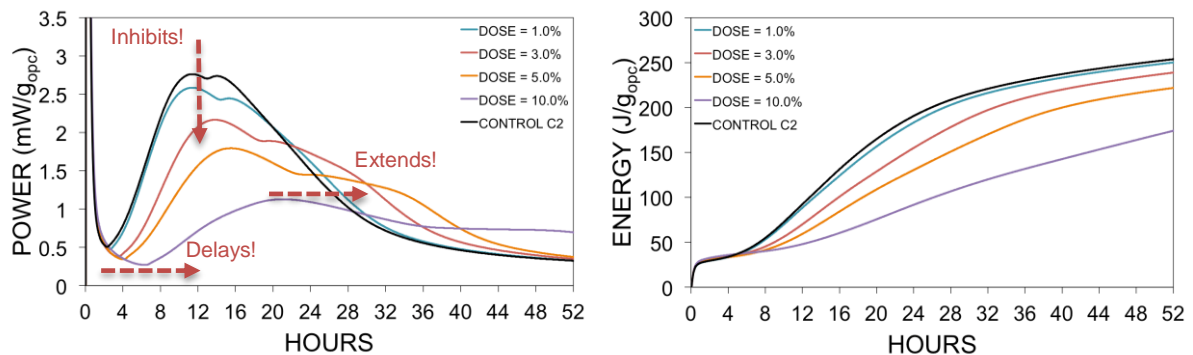 POWER (mW/gopc)
3.5
3
2.5
2
1.5
1
0.5
0
Inhibits!
Extends!
Delays!
DOSE = 1.0%
DOSE = 3.0%
DOSE = 5.0%
DOSE = 10.0%
CONTROL C2
0 4 8 12 16 20 24 28 32 36 40 44 48 52
HOURS
ENERGY (J/gopc)
300
250
200
150
100
50
0
DOSE = 1.0%
DOSE = 3.0%
DOSE = 5.0%
DOSE = 10.0%
CONTROL C2
0 4 8 12 16 20 24 28 32 36 40 44 48 52
HOURS